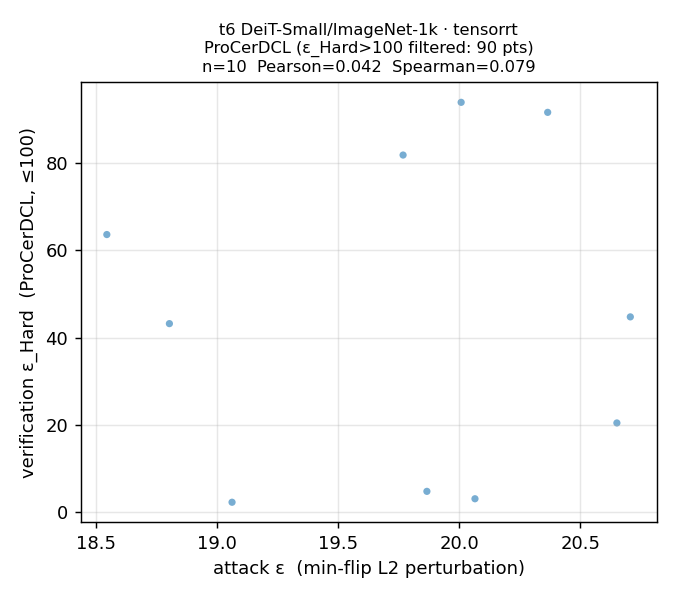 t6 DeiT-Small/ImageNet-1k · tensorrt
ProCerDCL (ε_Hard>100 filtered: 90 pts)
n=10  Pearson=0.042  Spearman=0.079
verification ε_Hard  (ProCerDCL, ≤100)
80
60
40
20
0
18.5 19.0 19.5 20.0 20.5
attack ε  (min-flip L2 perturbation)